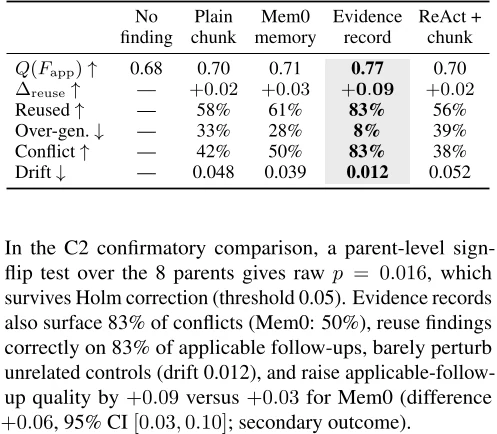 No Plain Mem0 Evidence ReAct +
finding chunk memory record chunk
Q(F_app) ↑ 0.68 0.70 0.71 0.77 0.70
Δ_reuse ↑ — +0.02 +0.03 +0.09 +0.02
Reused ↑ — 58% 61% 83% 56%
Over-gen. ↓ — 33% 28% 8% 39%
Conflict ↑ — 42% 50% 83% 38%
Drift ↓ — 0.048 0.039 0.012 0.052
In the C2 confirmatory comparison, a parent-level sign-
flip test over the 8 parents gives raw p = 0.016, which
survives Holm correction (threshold 0.05). Evidence records
also surface 83% of conflicts (Mem0: 50%), reuse findings
correctly on 83% of applicable follow-ups, barely perturb
unrelated controls (drift 0.012), and raise applicable-follow-
up quality by +0.09 versus +0.03 for Mem0 (difference
+0.06, 95% CI [0.03, 0.10]; secondary outcome).